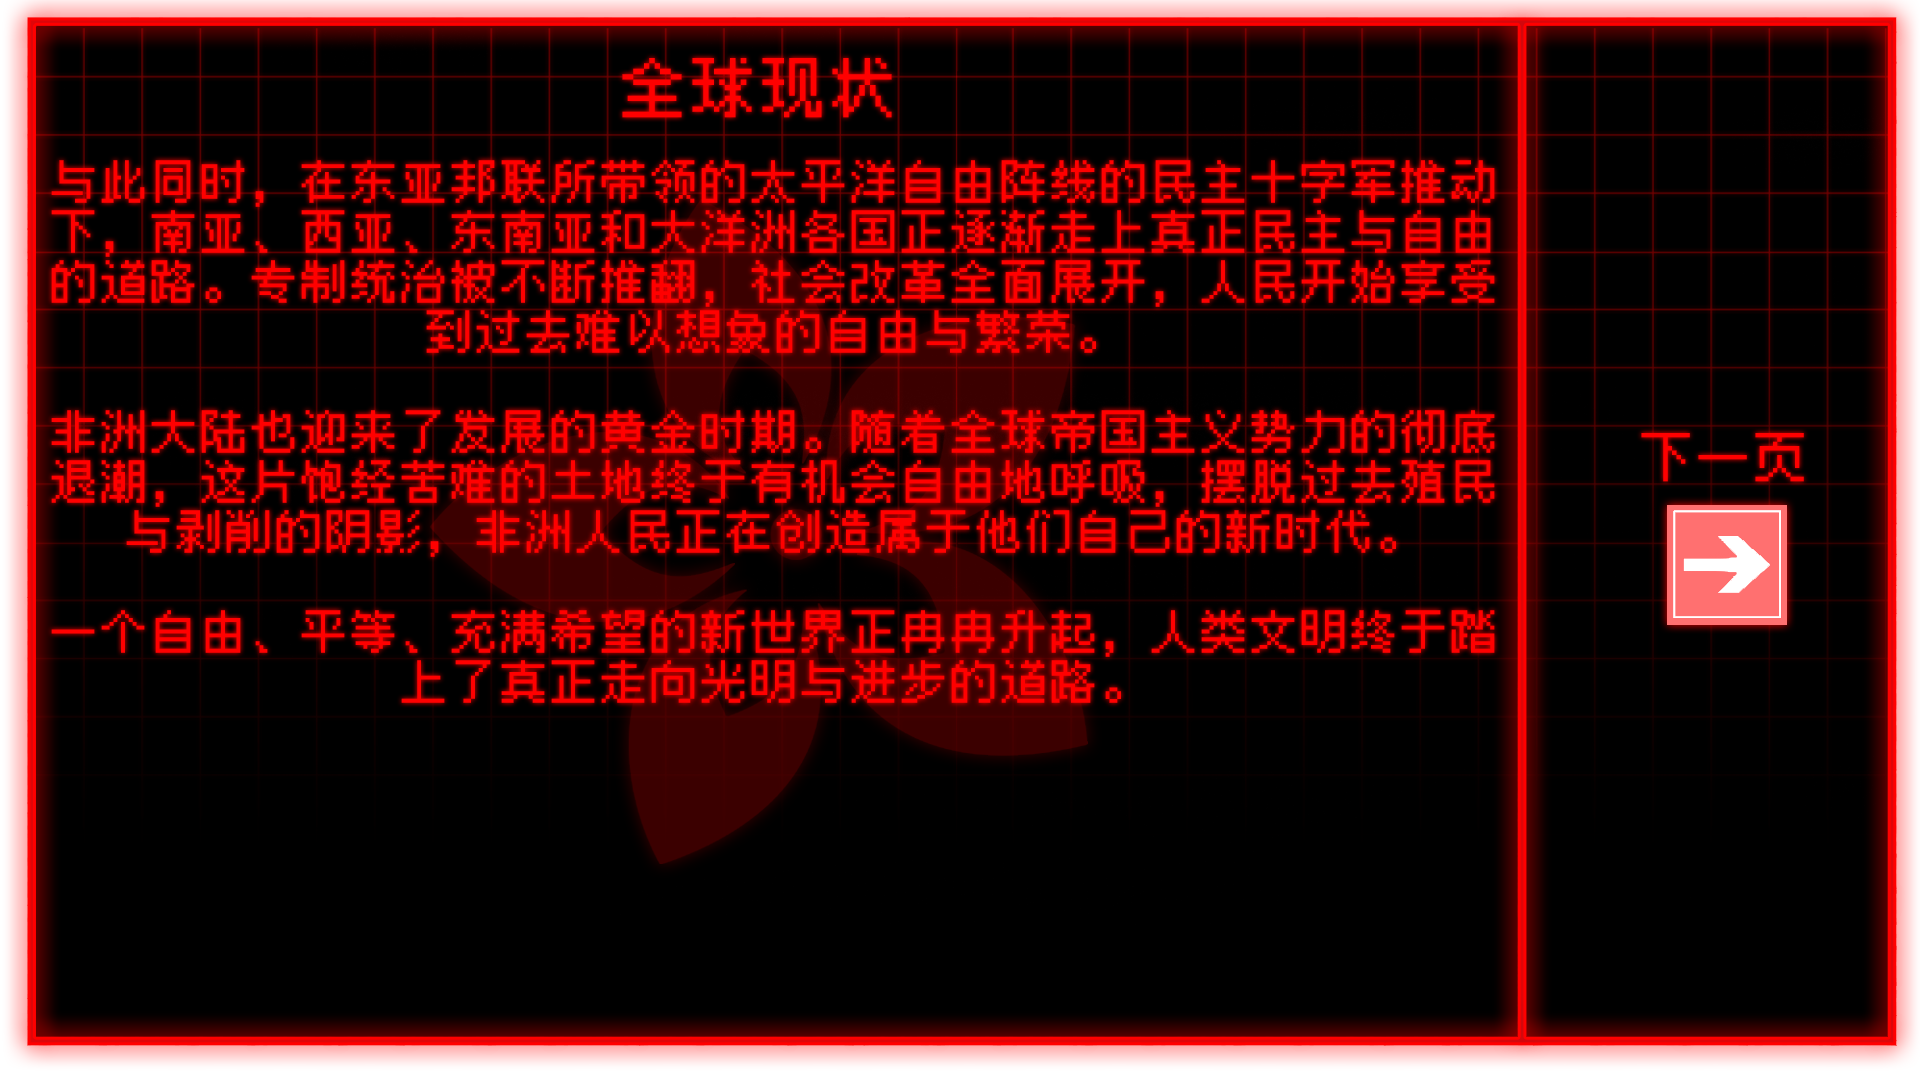 全球现状
与此同时，在东亚邦联所带领的太平洋自由阵线的民主十字军推动
下，南亚、西亚、东南亚和大洋洲各国正逐渐走上真正民主与自由
的道路。专制统治被不断推翻，社会改革全面展开，人民开始享受
到过去难以想象的自由与繁荣。
非洲大陆也迎来了发展的黄金时期。随着全球帝国主义势力的彻底
退潮，这片饱经苦难的土地终于有机会自由地呼吸，摆脱过去殖民
与剥削的阴影，非洲人民正在创造属于他们自己的新时代。
一个自由、平等、充满希望的新世界正冉冉升起，人类文明终于踏
上了真正走向光明与进步的道路。
下一页